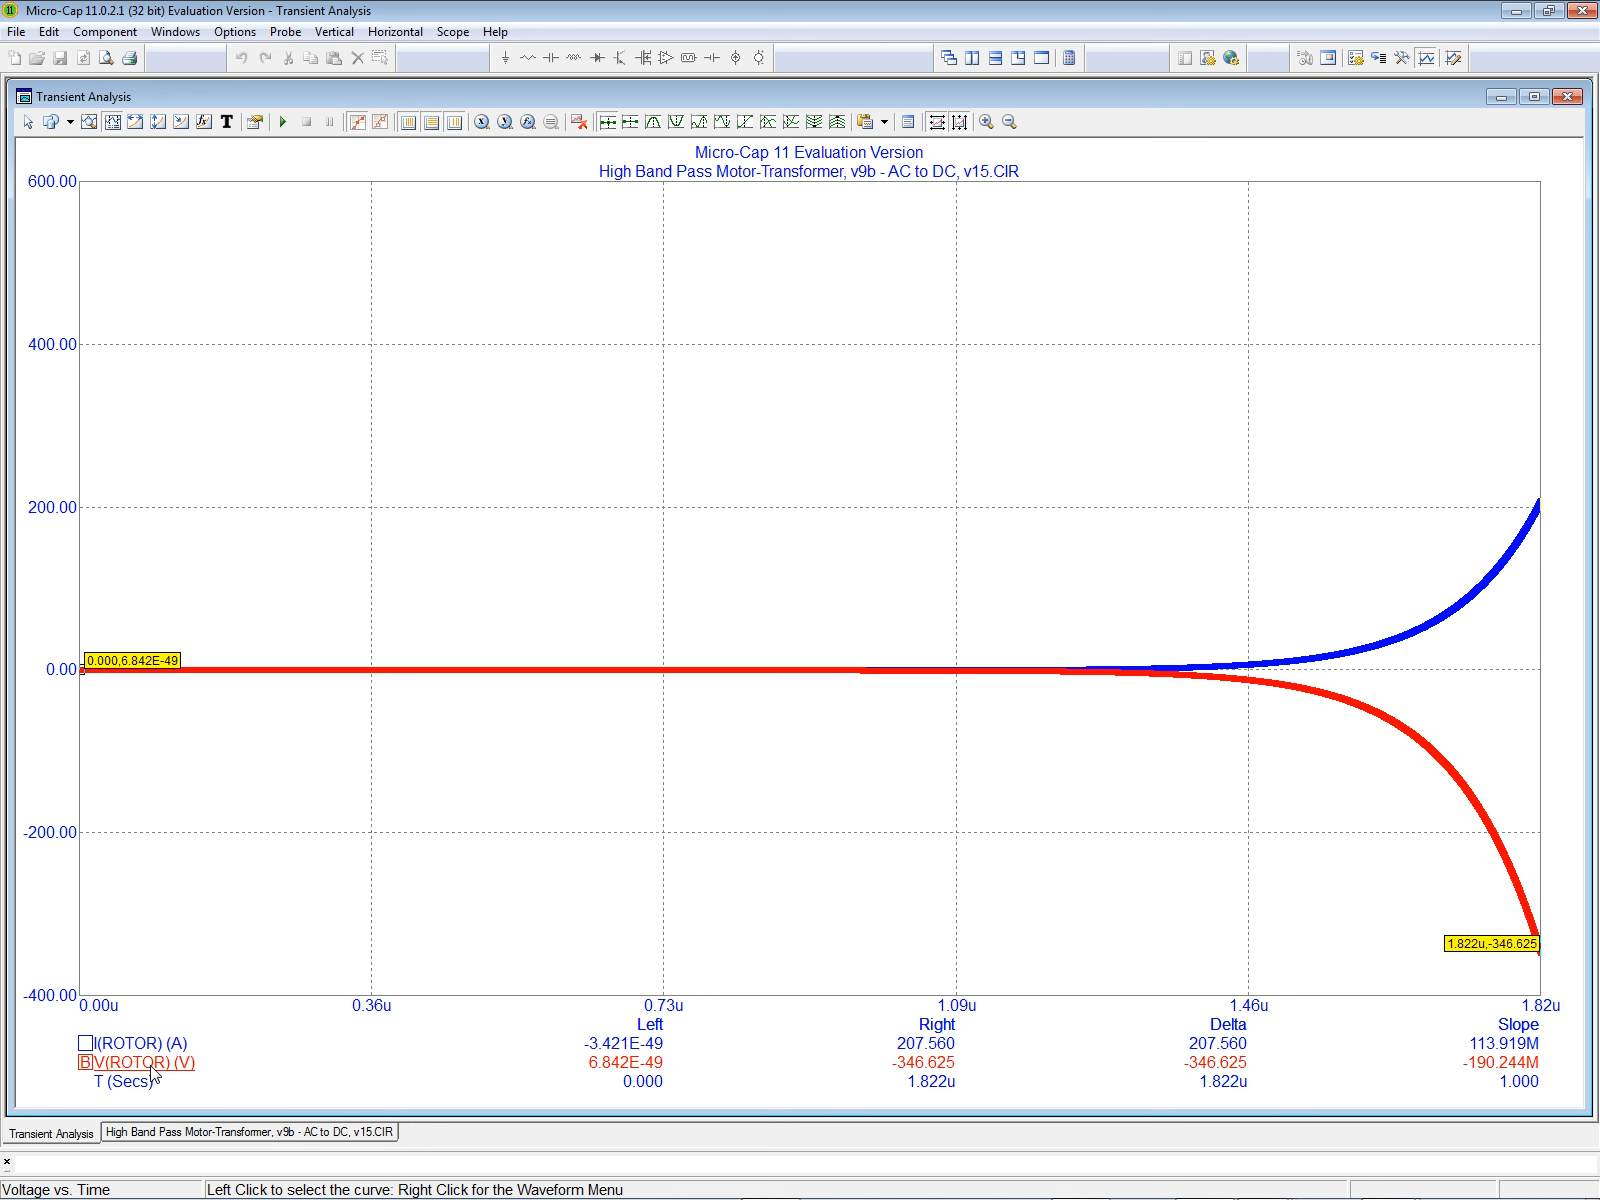 Micro-Cap 11.0.2.1 (32 bit) Evaluation Version - Transient Analysis
File Edit Component Windows Options Probe Vertical Horizontal Scope Help
Transient Analysis
Micro-Cap 11 Evaluation Version
High Band Pass Motor-Transformer, v9b - AC to DC, v15.CIR
600.00
400.00
200.00
0.000,6.842E-49
0.00
-200.00
1.822u,-346.625
-400.00
0.00u 0.36u 0.73u 1.09u 1.46u 1.82u
Left Right Delta Slope
I(ROTOR) (A) -3.421E-49 207.560 207.560 113.919M
B V(ROTOR) (V) 6.842E-49 -346.625 -346.625 -190.244M
T (Secs) 0.000 1.822u 1.822u 1.000
Transient Analysis High Band Pass Motor-Transformer, v9b - AC to DC, v15.CIR
Voltage vs. Time Left Click to select the curve: Right Click for the Waveform Menu